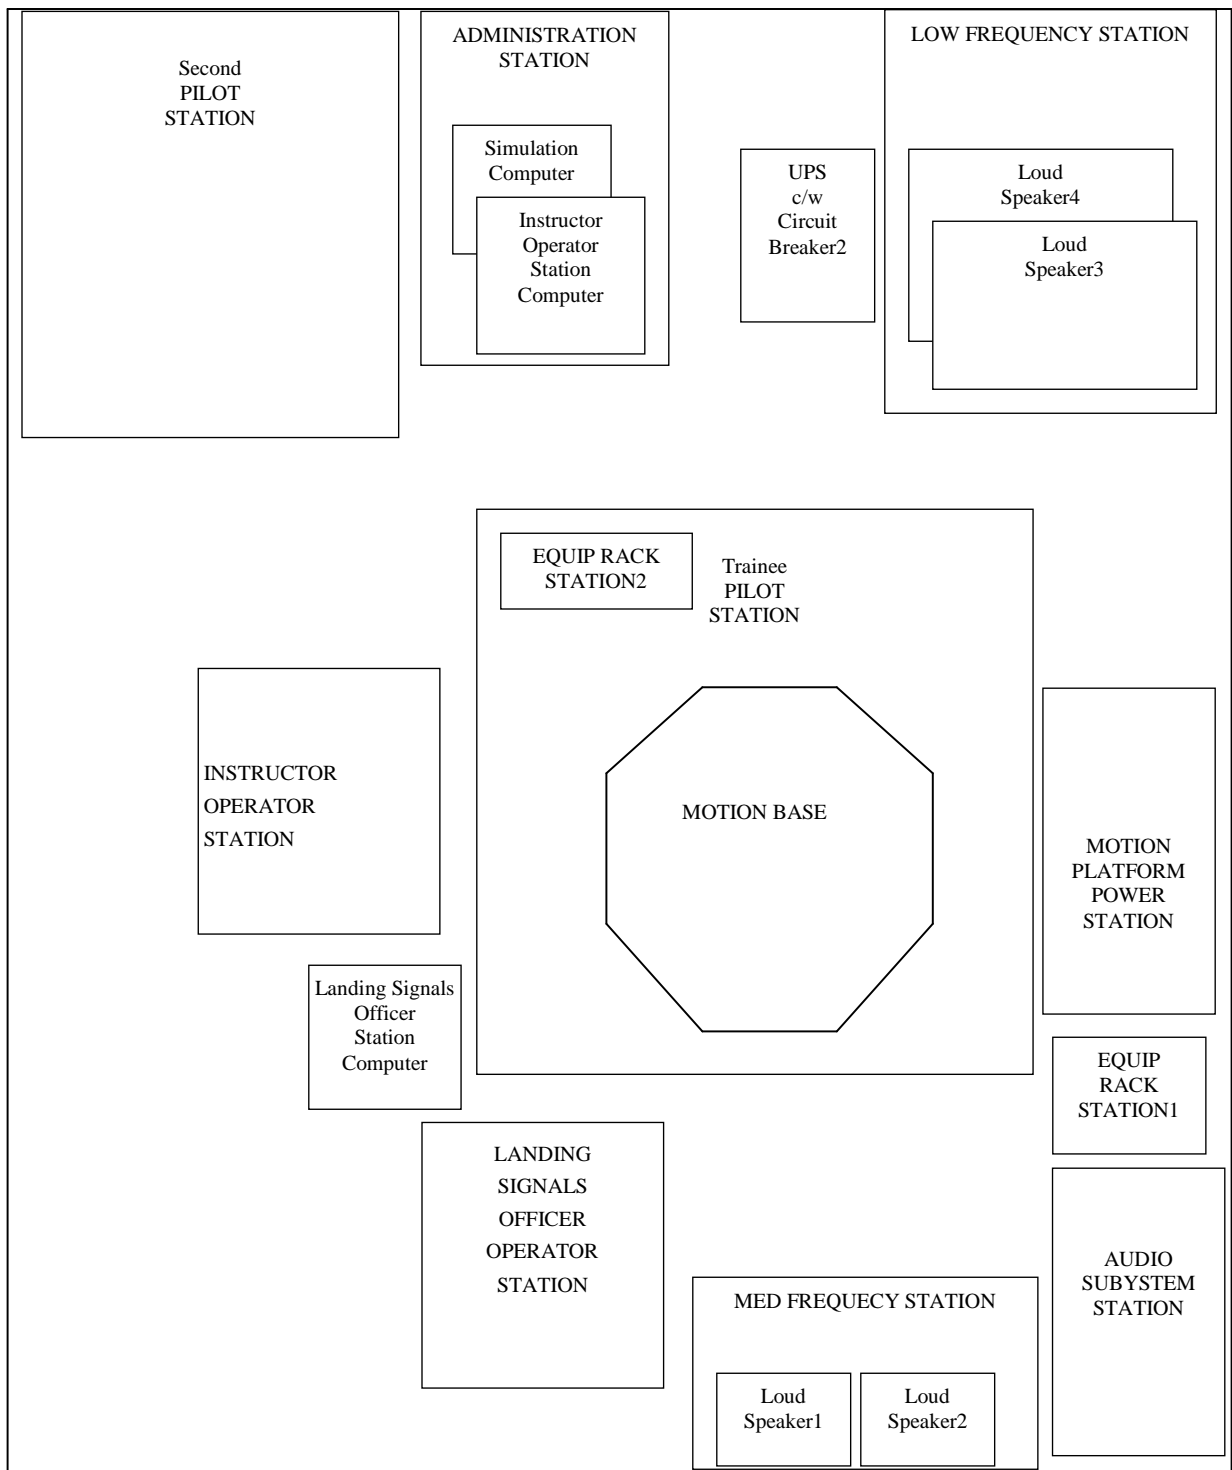 Second
PILOT
STATION
ADMINISTRATION
STATION
Simulation
Computer
Instructor
Operator
Station
Computer
UPS
c/w
Circuit
Breaker2
LOW FREQUENCY STATION
Loud
Speaker4
Loud
Speaker3
EQUIP RACK
STATION2
Trainee
PILOT
STATION
INSTRUCTOR
OPERATOR
STATION
MOTION BASE
MOTION
PLATFORM
POWER
STATION
Landing Signals
Officer
Station
Computer
EQUIP
RACK
STATION1
LANDING
SIGNALS
OFFICER
OPERATOR
STATION
AUDIO
SUBYSTEM
STATION
MED FREQUECY STATION
Loud
Speaker1
Loud
Speaker2